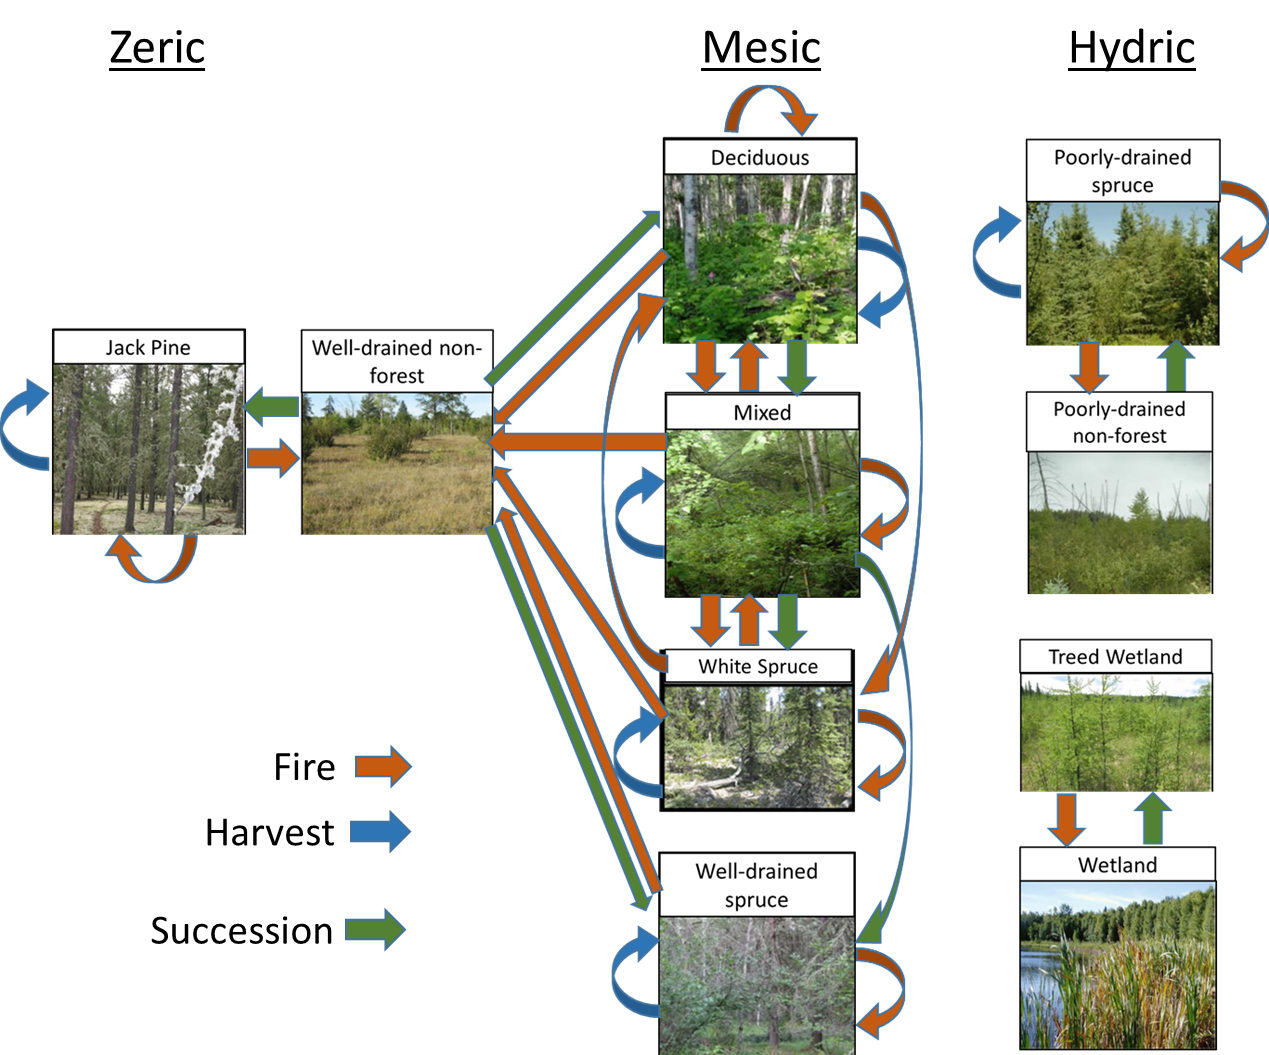 Zeric
Mesic
Hydric
Deciduous
Poorly-drained
spruce
Jack Pine
Well-drained non-
forest
Mixed
Poorly-drained
non-forest
White Spruce
Treed Wetland
Fire
Harvest
Succession
Well-drained
spruce
Wetland